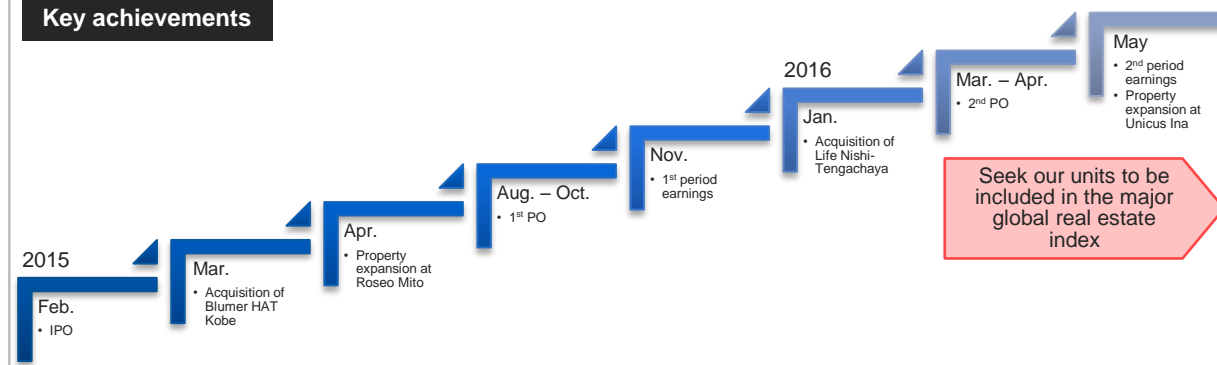 Key achievements
2015
Feb.
• IPO
Mar.
• Acquisition of
Blumer HAT
Kobe
Apr.
• Property
expansion at
Roseo Mito
Aug. – Oct.
• 1st PO
Nov.
• 1st period
earnings
2016
Jan.
• Acquisition of
Life Nishi-
Tengachaya
Mar. – Apr.
• 2nd PO
May
• 2nd period
earnings
• Property
expansion at
Unicus Ina
Seek our units to be
included in the major
global real estate
index